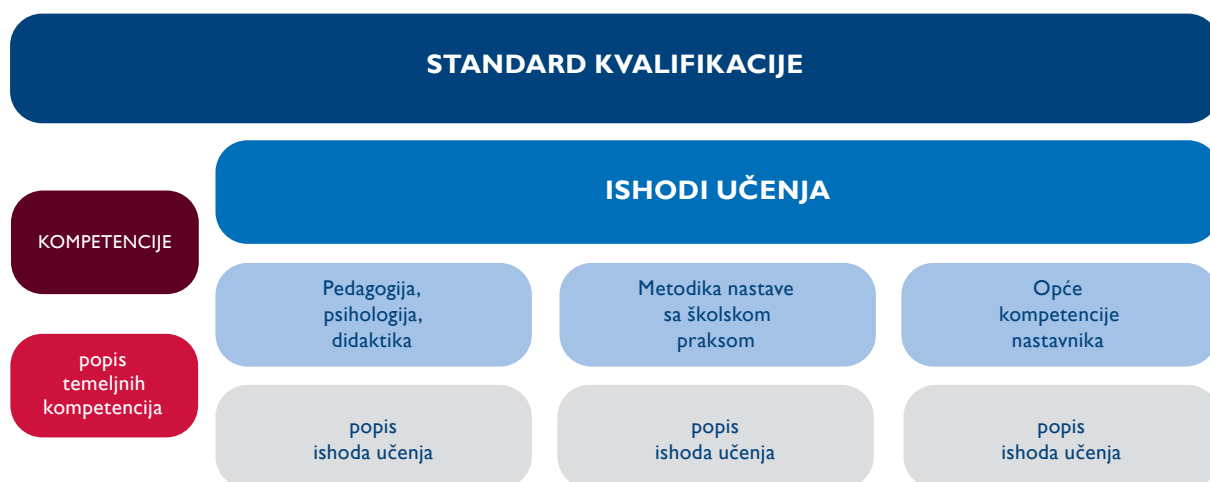 STANDARD KVALIFIKACIJE
ISHODI UČENJA
KOMPETENCIJE
Pedagogija,
psihologija,
didaktika
Metodika nastave
sa školskom
praksom
Opće
kompetencije
nastavnika
popis
temeljnih
kompetencija
popis
ishoda učenja
popis
ishoda učenja
popis
ishoda učenja